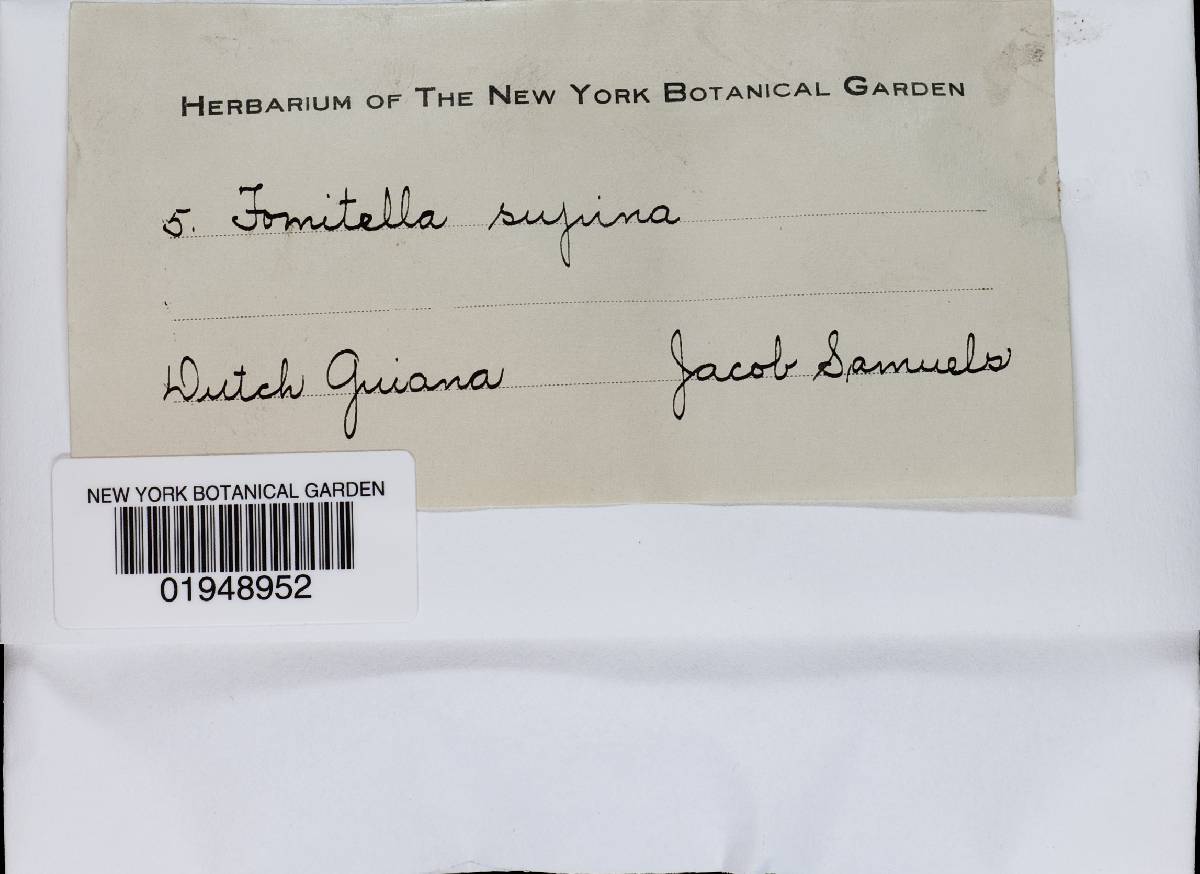 HERBARIUM OF THE NEW YORK BOTANICAL GARDEN
5. Fomitella supina
Dutch Guiana Jacob Samuels
NEW YORK BOTANICAL GARDEN
01948952